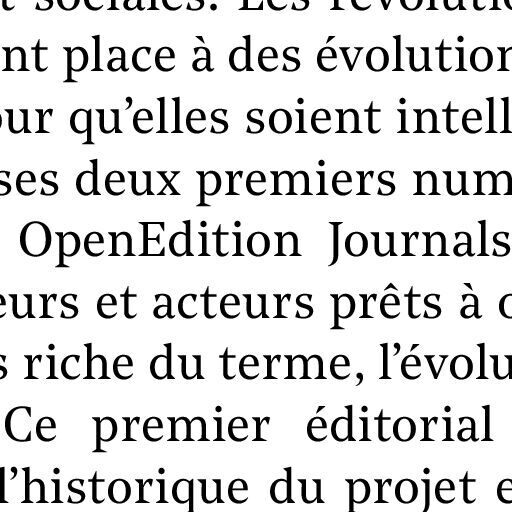 t sociales. Les révolutio
nt place à des évolution
our qu’elles soient intell
ses deux premiers num
OpenEdition Journals
eurs et acteurs prêts à
s riche du terme, l’évolu
Ce premier éditorial
l’historique du projet e